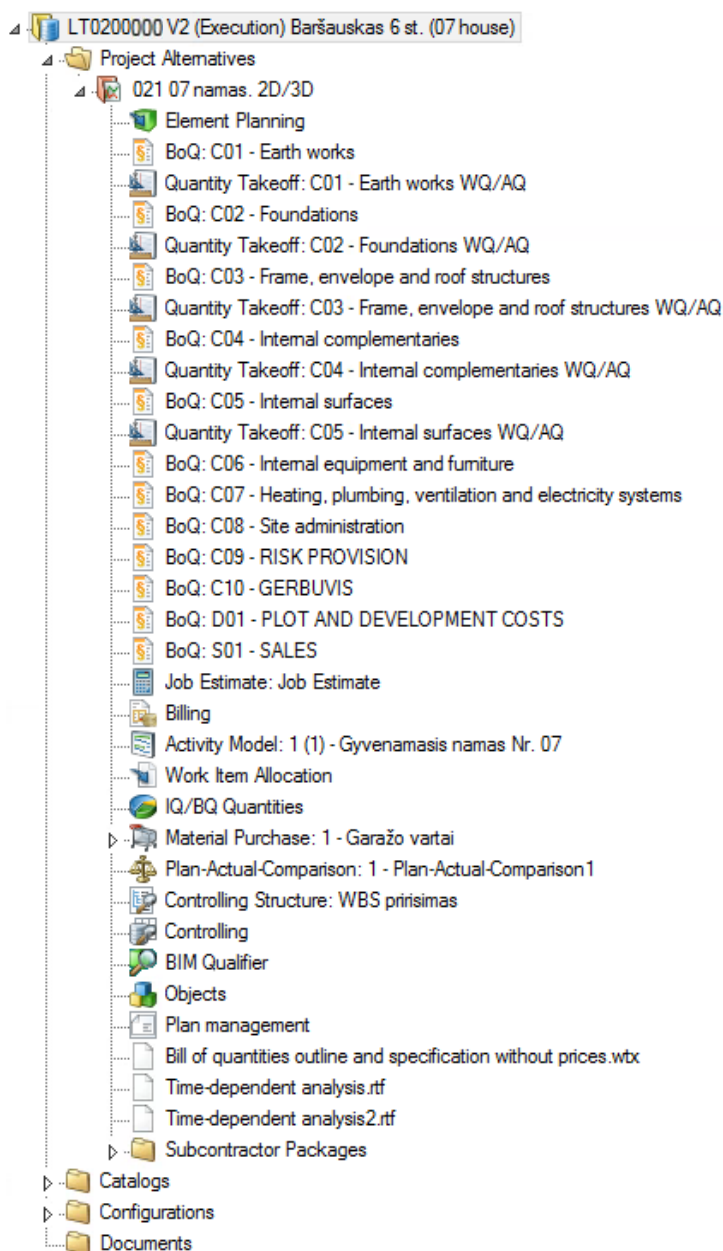 LT0200000 V2 (Execution) Baršauskas 6 st. (07 house)
Project Alternatives
021 07 namas. 2D/3D
Element Planning
BoQ: C01 - Earth works
Quantity Takeoff: C01 - Earth works WQ/AQ
BoQ: C02 - Foundations
Quantity Takeoff: C02 - Foundations WQ/AQ
BoQ: C03 - Frame, envelope and roof structures
Quantity Takeoff: C03 - Frame, envelope and roof structures WQ/AQ
BoQ: C04 - Internal complementaries
Quantity Takeoff: C04 - Internal complementaries WQ/AQ
BoQ: C05 - Internal surfaces
Quantity Takeoff: C05 - Internal surfaces WQ/AQ
BoQ: C06 - Internal equipment and furniture
BoQ: C07 - Heating, plumbing, ventilation and electricity systems
BoQ: C08 - Site administration
BoQ: C09 - RISK PROVISION
BoQ: C10 - GERBUVIS
BoQ: D01 - PLOT AND DEVELOPMENT COSTS
BoQ: S01 - SALES
Job Estimate: Job Estimate
Billing
Activity Model: 1 (1) - Gyvenamasis namas Nr. 07
Work Item Allocation
IQ/BQ Quantities
Material Purchase: 1 - Garažo vartai
Plan-Actual-Comparison: 1 - Plan-Actual-Comparison1
Controlling Structure: WBS pririsimas
Controlling
BIM Qualifier
Objects
Plan management
Bill of quantities outline and specification without prices.wtx
Time-dependent analysis.rtf
Time-dependent analysis2.rtf
Subcontractor Packages
Catalogs
Configurations
Documents